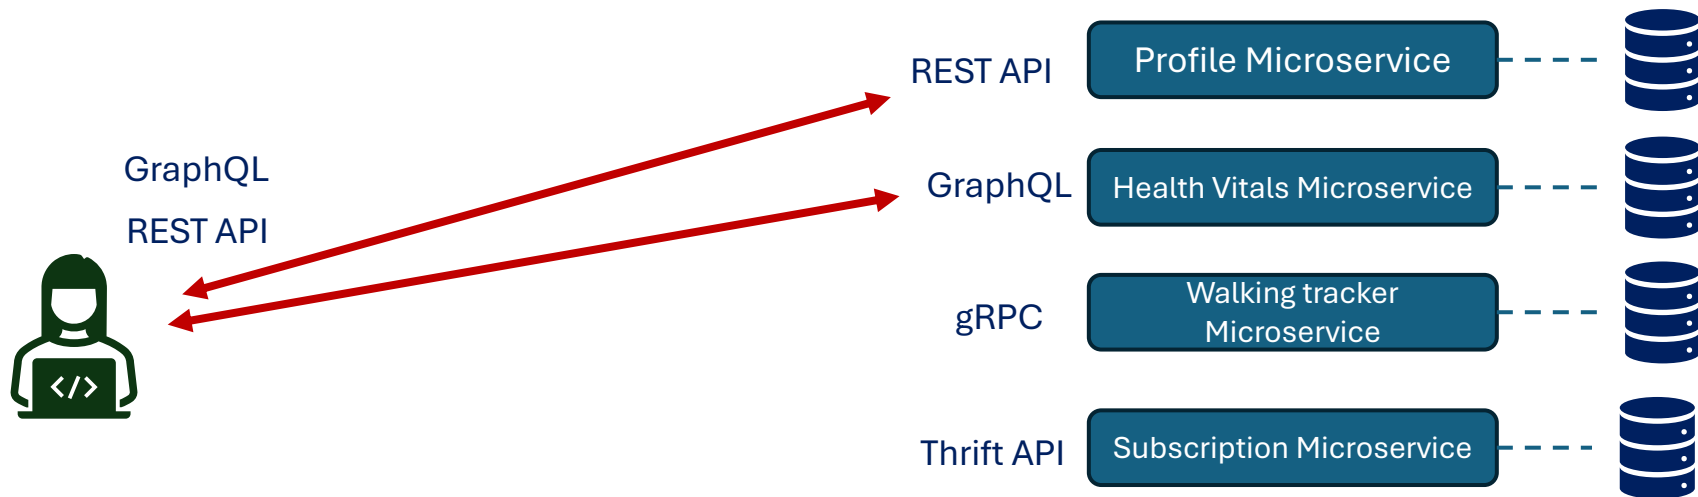 REST API
Profile Microservice
GraphQL
REST API
GraphQL
Health Vitals Microservice
gRPC
Walking tracker
Microservice
Thrift API
Subscription Microservice
</>